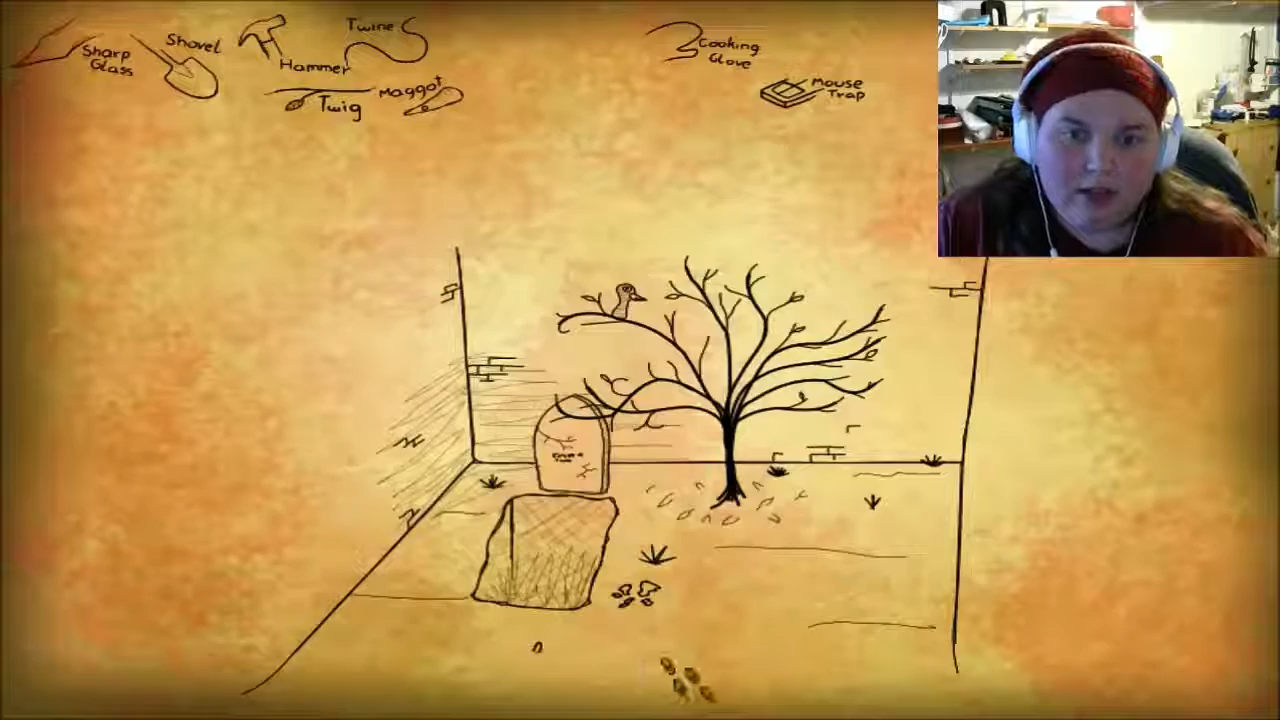 Sharp
Glass
Shovel
Hammer
Twine
Twig
Maggot
Cooking
Glove
Mouse
Trap